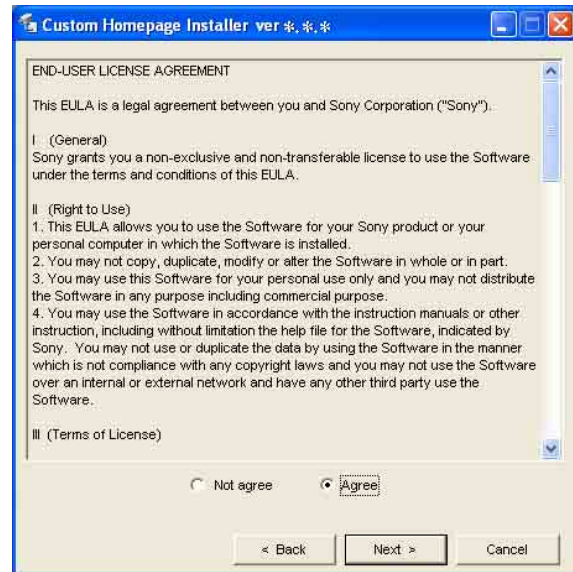 Custom Homepage Installer ver *.*.*
END-USER LICENSE AGREEMENT
This EULA is a legal agreement between you and Sony Corporation ("Sony").
I (General)
Sony grants you a non-exclusive and non-transferable license to use the Software
under the terms and conditions of this EULA.
II (Right to Use)
1. This EULA allows you to use the Software for your Sony product or your
personal computer in which the Software is installed.
2. You may not copy, duplicate, modify or alter the Software in whole or in part.
3. You may use this Software for your personal use only and you may not distribute
the Software in any purpose including commercial purpose.
4. You may use the Software in accordance with the instruction manuals or other
instruction, including without limitation the help file for the Software, indicated by
Sony. You may not use or duplicate the data by using the Software in the manner
which is not compliance with any copyright laws and you may not use the Software
over an internal or external network and have any other third party use the
Software.
III (Terms of License)
Not agree Agree
< Back Next > Cancel